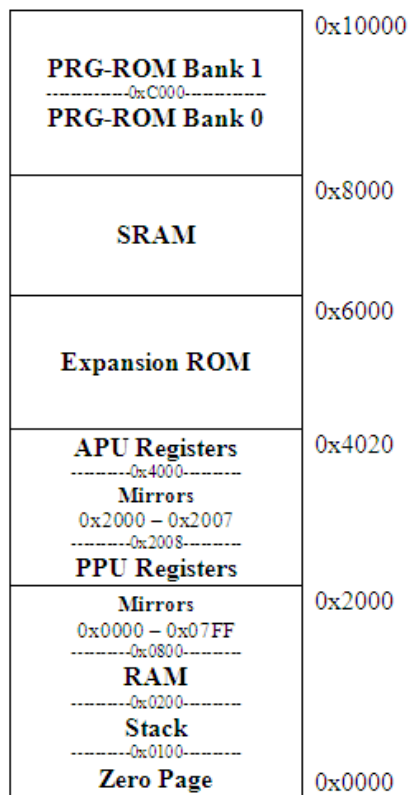 0x10000
PRG-ROM Bank 1
-------------0xC000-------------
PRG-ROM Bank 0
0x8000
SRAM
0x6000
Expansion ROM
0x4020
APU Registers
----------0x4000----------
Mirrors
0x2000 – 0x2007
----------0x2008----------
PPU Registers
0x2000
Mirrors
0x0000 – 0x07FF
----------0x0800----------
RAM
----------0x0200----------
Stack
----------0x0100----------
Zero Page
0x0000